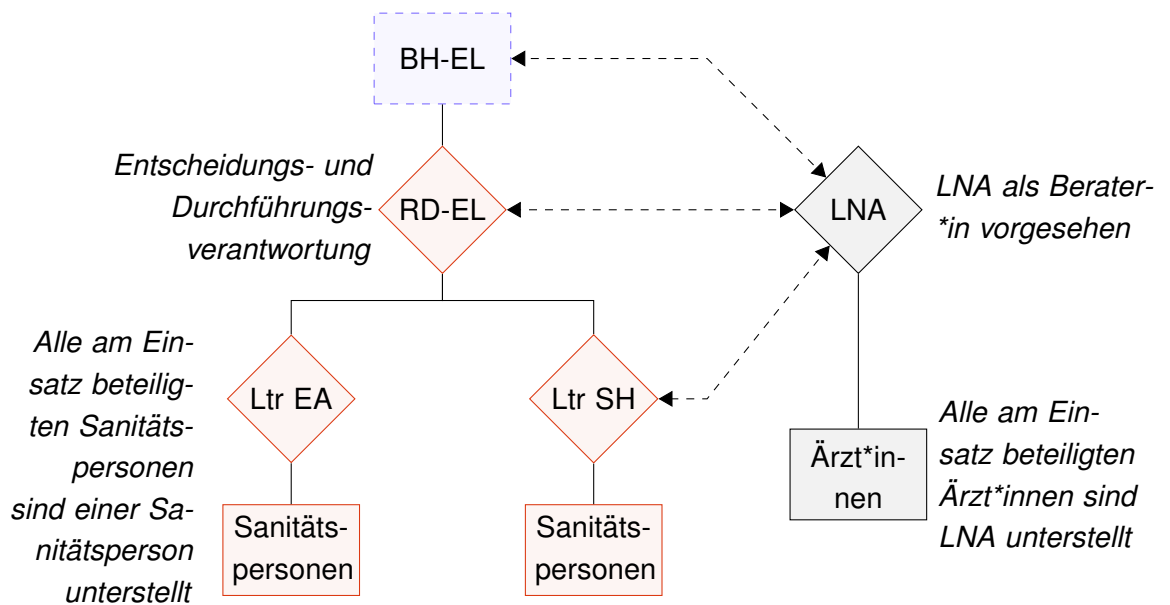 BH-EL
Entscheidungs- und
Durchführungs-
verantwortung
RD-EL
LNA
LNA als Berater-
*in vorgesehen
Alle am Ein-
satz beteilig-
ten Sanitäts-
personen
sind einer Sa-
nitätsperson
unterstellt
Ltr EA
Ltr SH
Sanitäts-
personen
Sanitäts-
personen
Ärzt*in-
nen
Alle am Ein-
satz beteiligten
Ärzt*innen sind
LNA unterstellt